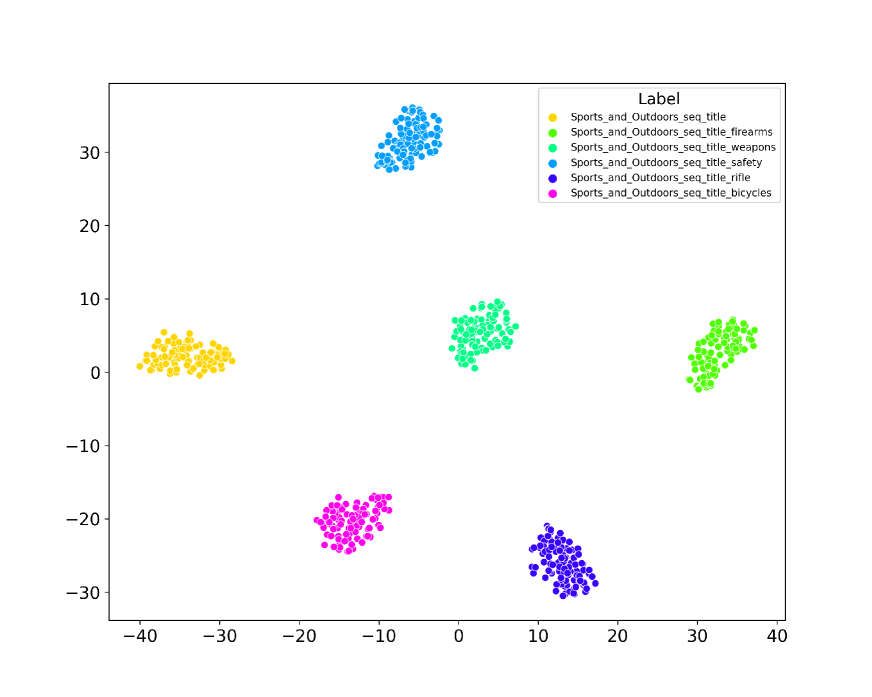 Label
Sports_and_Outdoors_seq_title
Sports_and_Outdoors_seq_title_firearms
Sports_and_Outdoors_seq_title_weapons
Sports_and_Outdoors_seq_title_safety
Sports_and_Outdoors_seq_title_rifle
Sports_and_Outdoors_seq_title_bicycles
30
20
10
0
−10
−20
−30
−40 −30 −20 −10 0 10 20 30 40